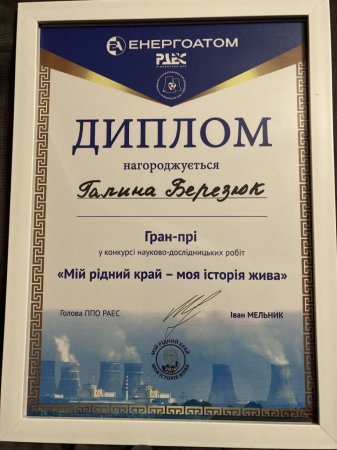 ЕНЕРГОАТОМ
РАЕС
ДИПЛОМ
нагороджується
Галина Верезюк
Гран-прі
у конкурсі науково-дослідницьких робіт
«Мій рідний край – моя історія жива»
Голова ППО РАЕС
Іван МЕЛЬНИК
МІЙ РІДНИЙ КРАЙ
МОЯ ІСТОРІЯ ЖИВА